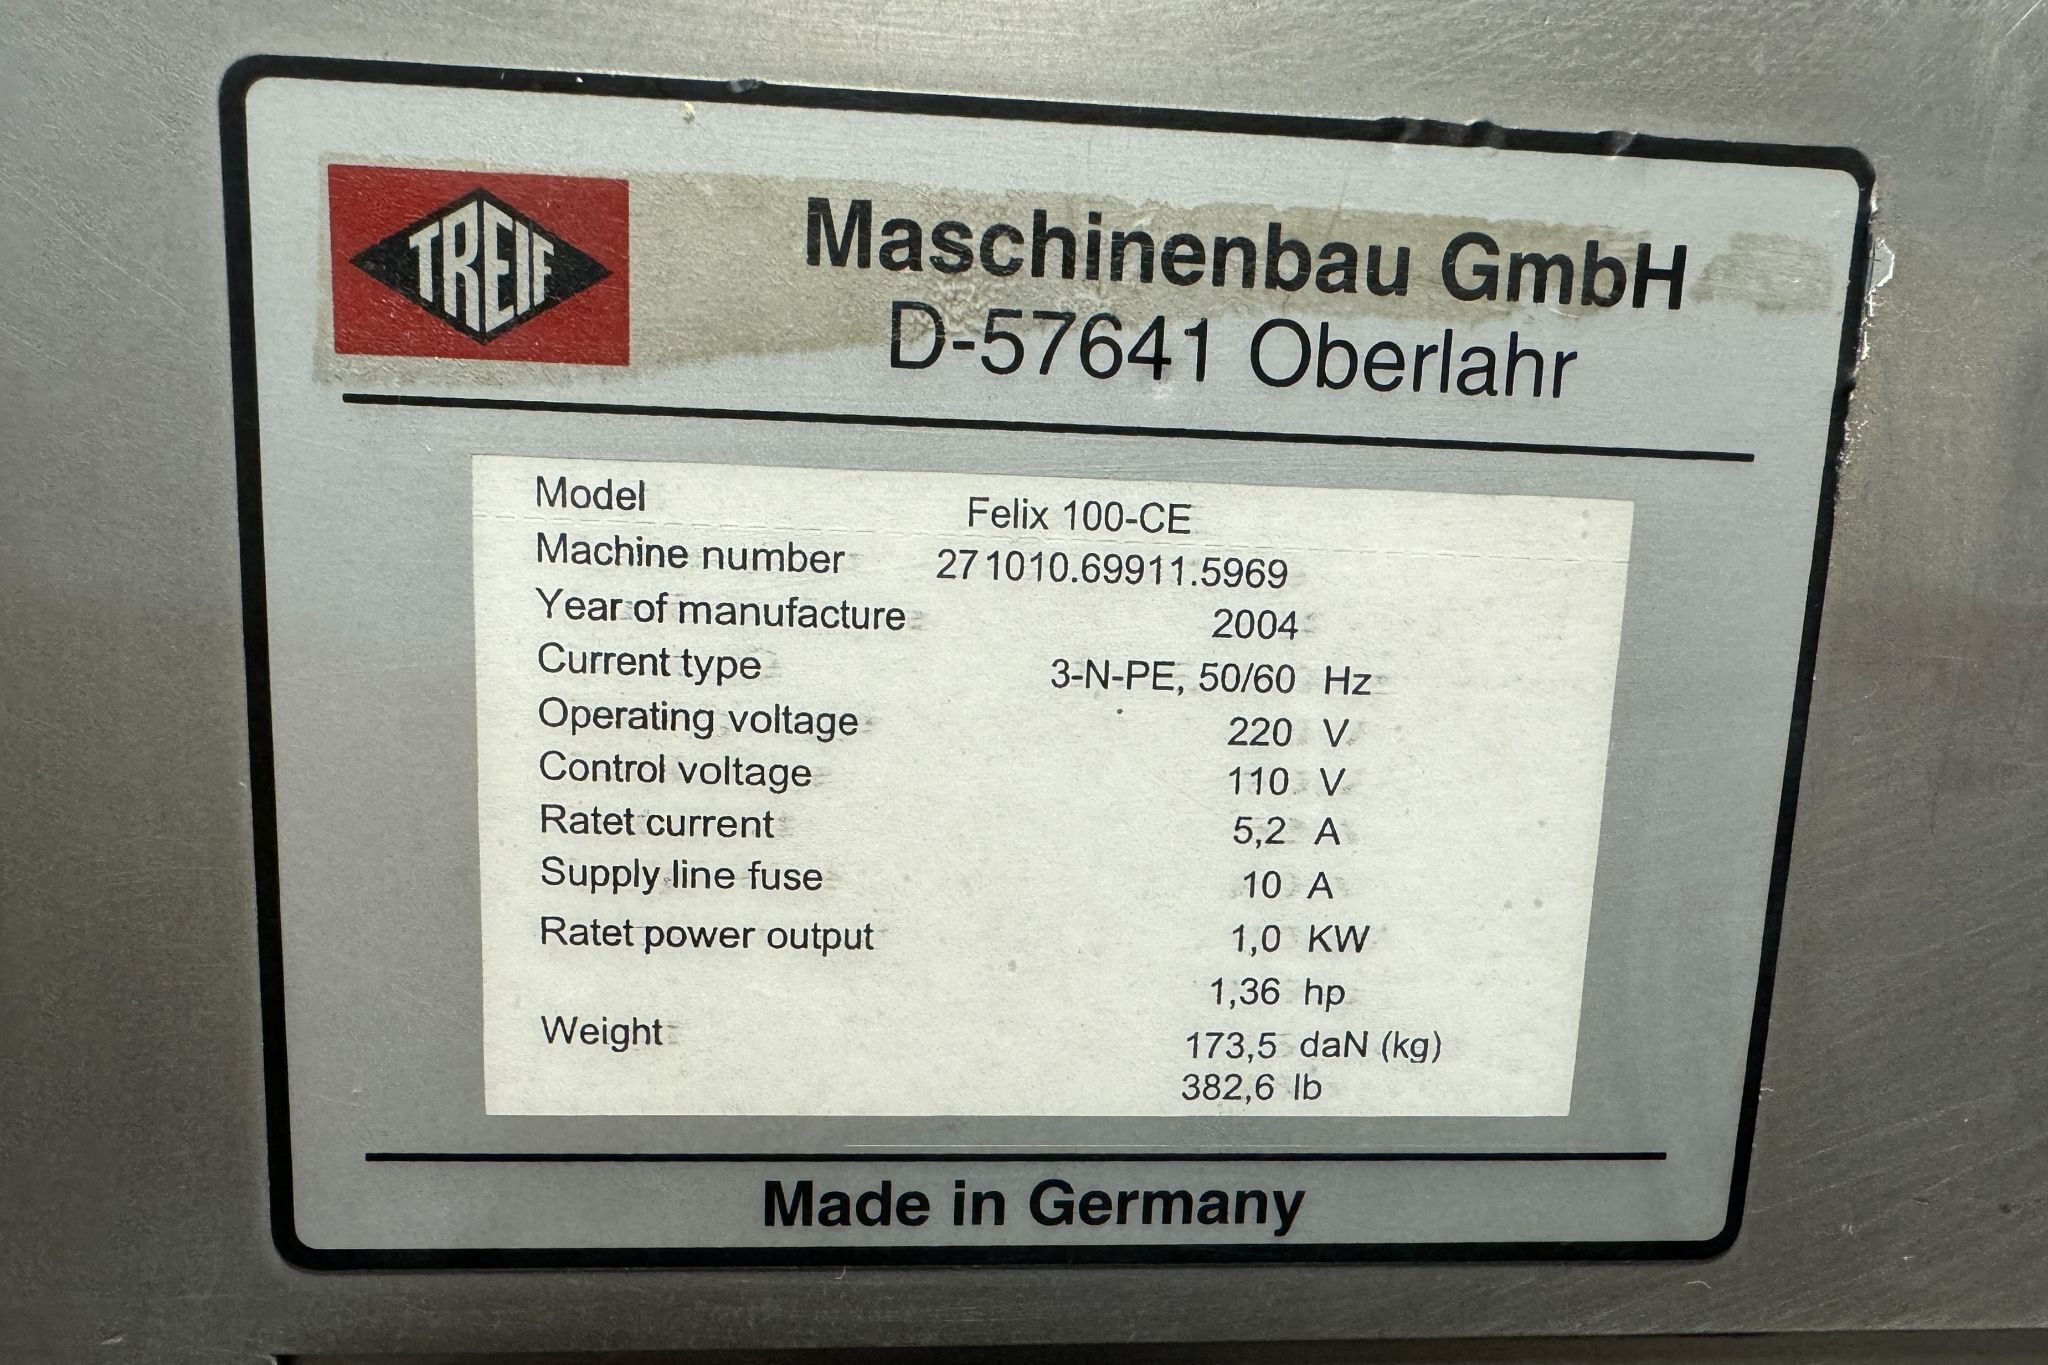 TREIF
Maschinenbau GmbH
D-57641 Oberlahr
Model Felix 100-CE
Machine number 271010.69911.5969
Year of manufacture 2004
Current type 3-N-PE, 50/60 Hz
Operating voltage 220 V
Control voltage 110 V
Ratet current 5,2 A
Supply line fuse 10 A
Ratet power output 1,0 KW
1,36 hp
Weight 173,5 daN (kg)
382,6 lb
Made in Germany